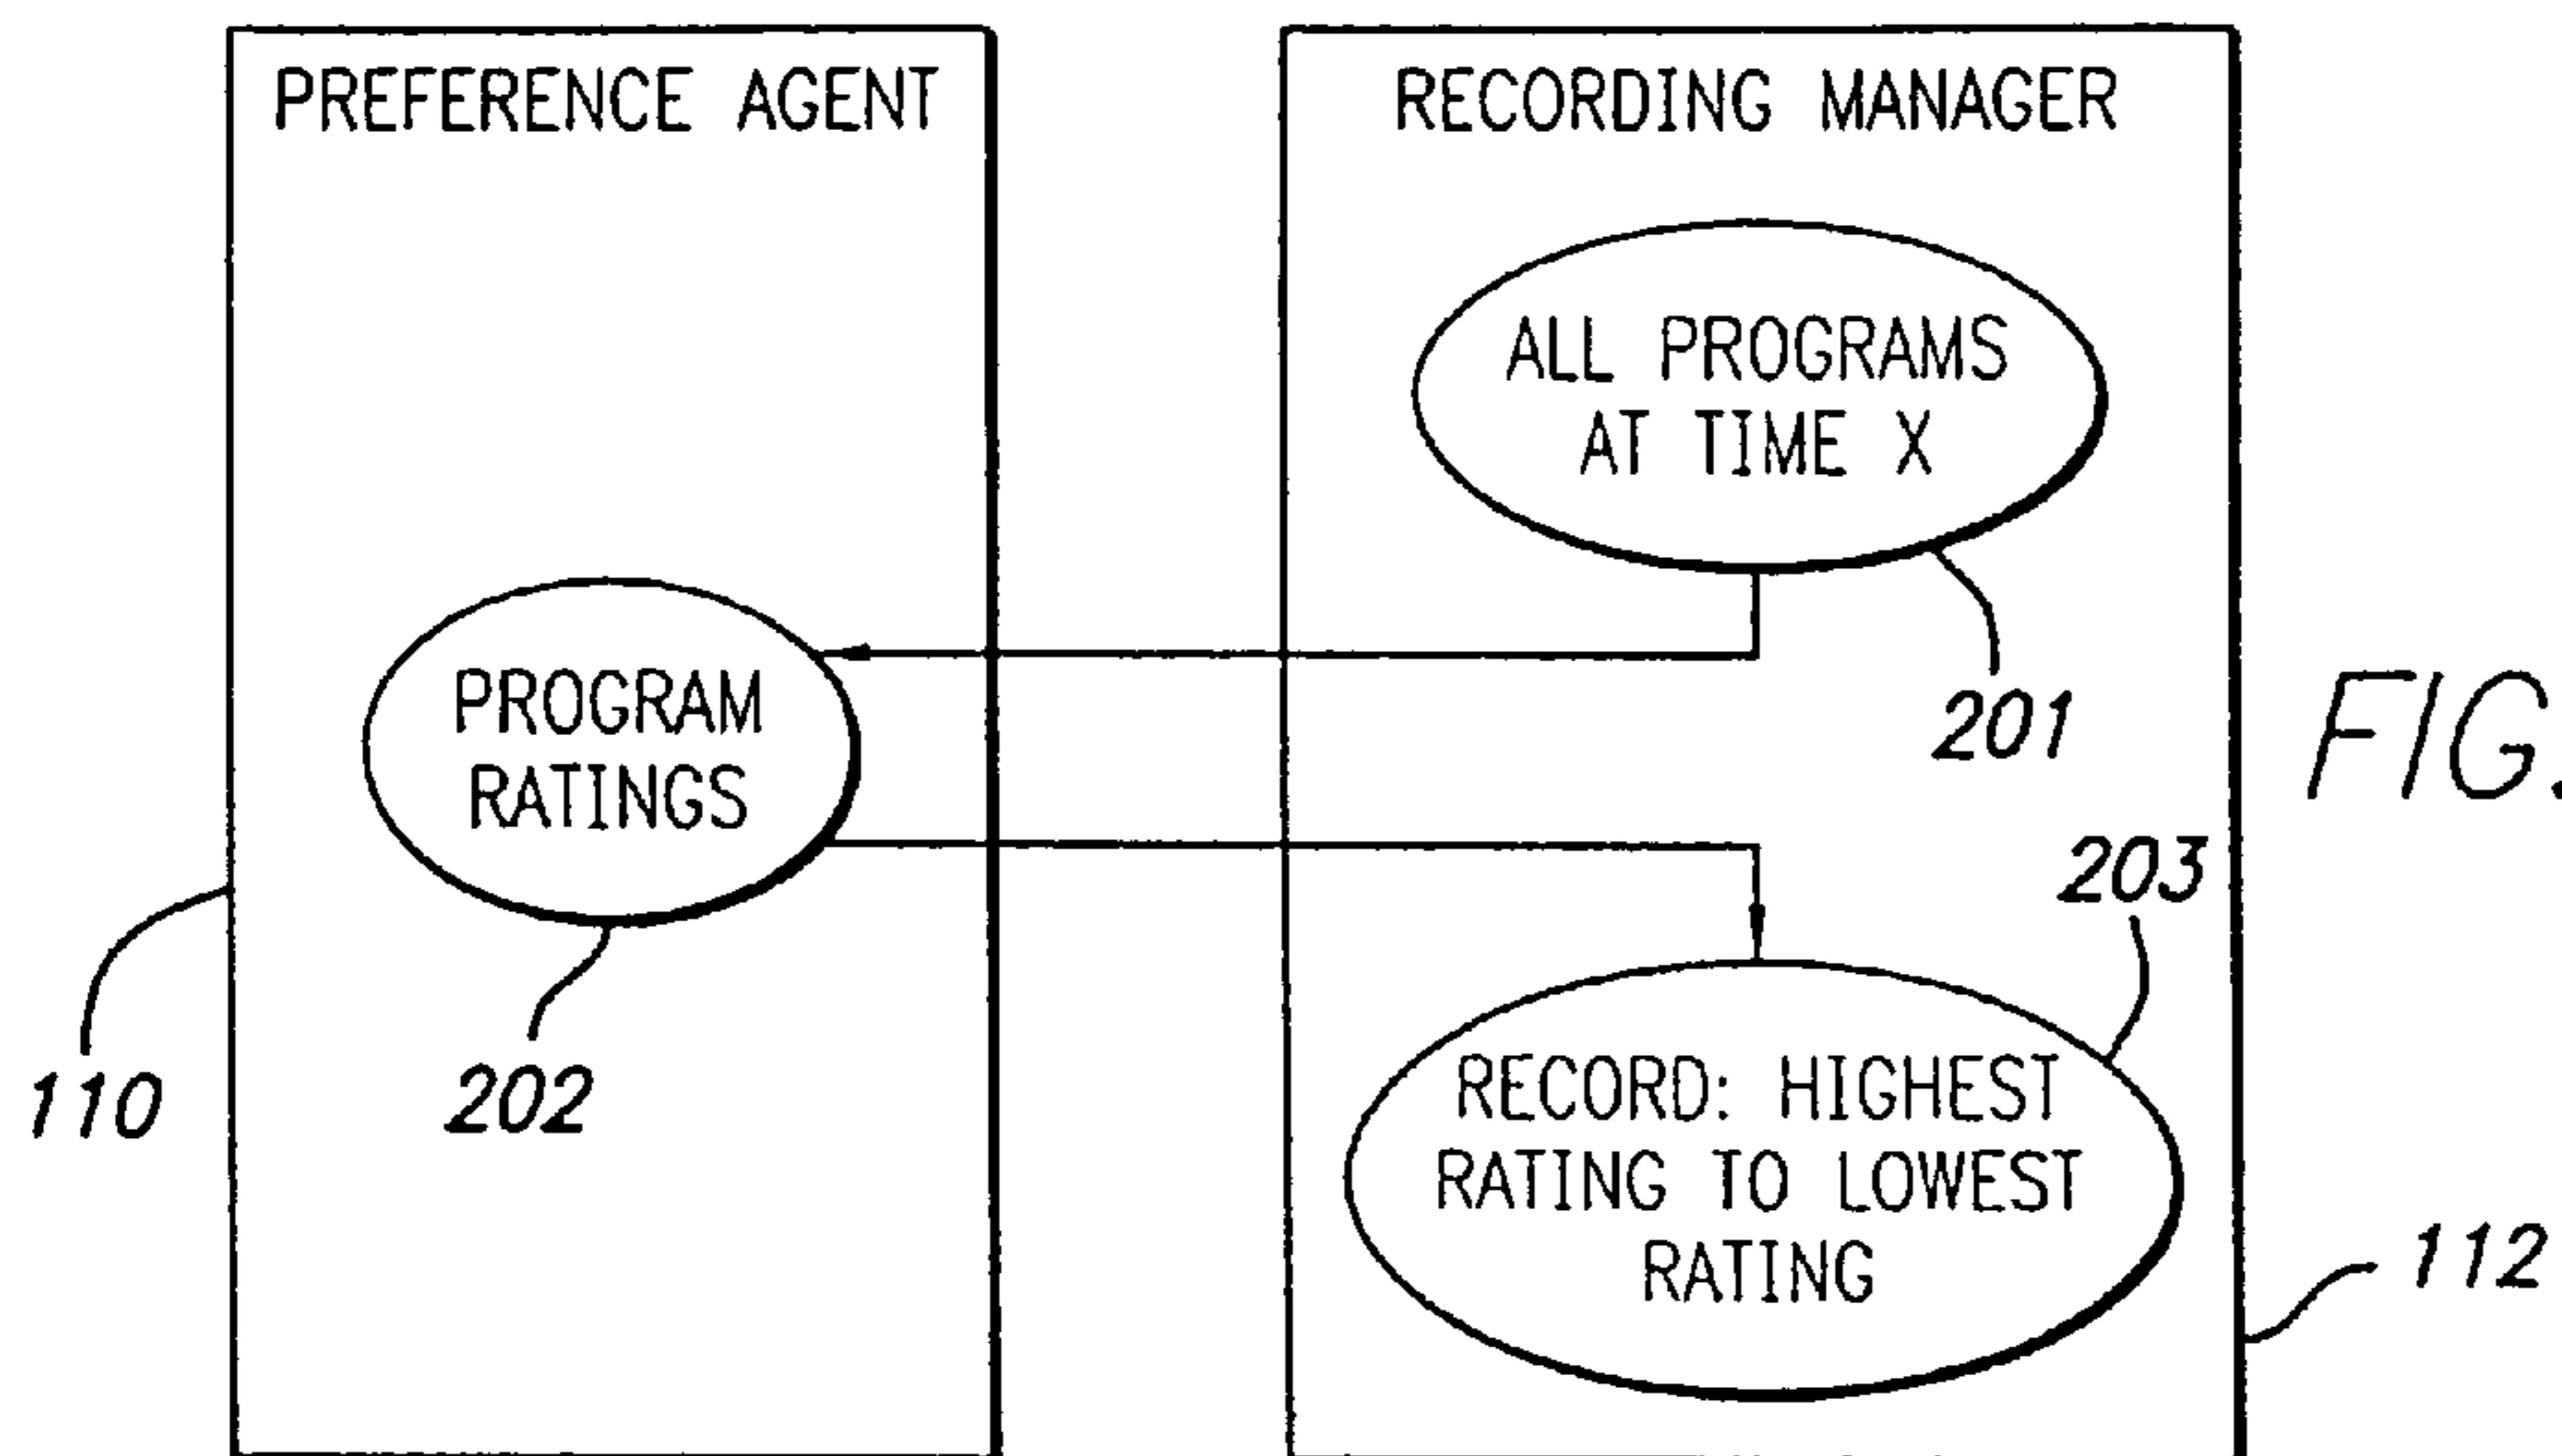 PREFERENCE AGENT
RECORDING MANAGER
ALL PROGRAMS
AT TIME X
201
PROGRAM
RATINGS
202
110
FIG.
203
RECORD: HIGHEST
RATING TO LOWEST
RATING
112